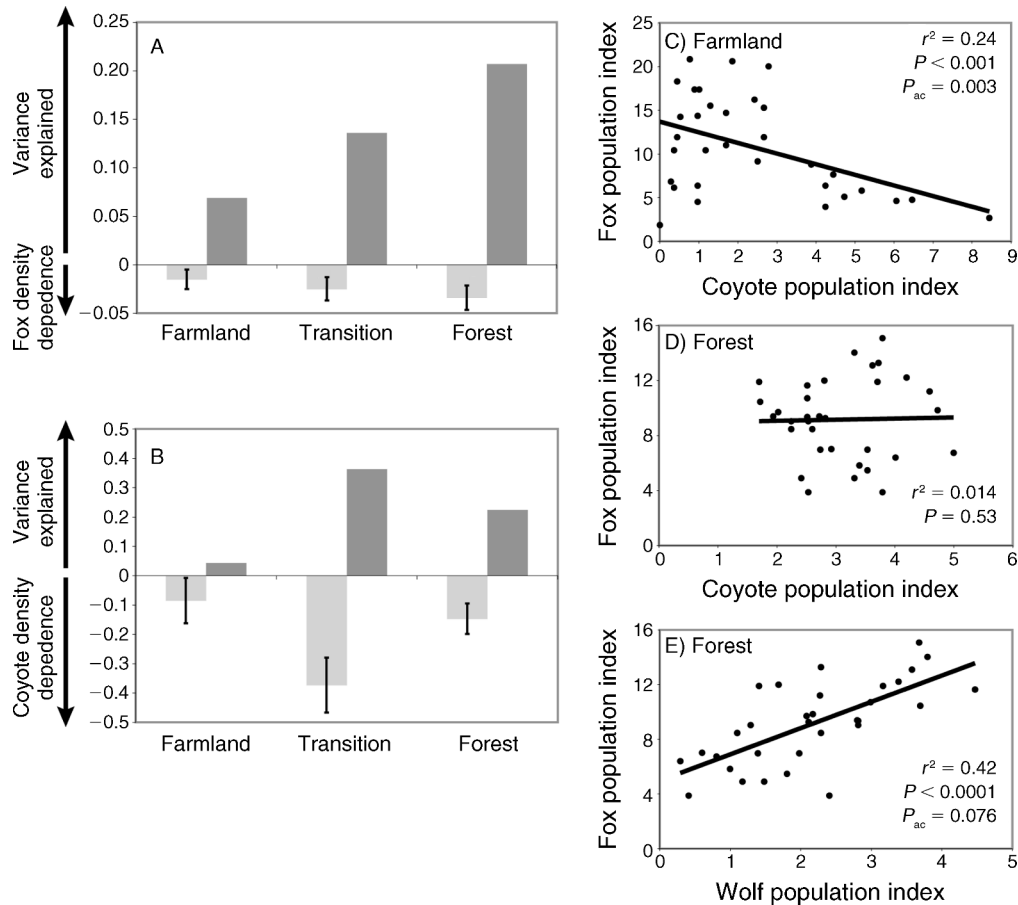 A
0.25
0.20
0.15
0.10
0.05
0
−0.05
Variance
explained
Fox density
depedence
Farmland Transition Forest
B
0.5
0.4
0.3
0.2
0.1
0
−0.1
−0.2
−0.3
−0.4
−0.5
Variance
explained
Coyote density
depedence
Farmland Transition Forest
C) Farmland
r² = 0.24
P < 0.001
Pac = 0.003
25
20
15
10
5
0
Fox population index
0 1 2 3 4 5 6 7 8 9
Coyote population index
D) Forest
16
12
8
4
0
Fox population index
r² = 0.014
P = 0.53
0 1 2 3 4 5 6
Coyote population index
E) Forest
16
12
8
4
0
Fox population index
r² = 0.42
P < 0.0001
Pac = 0.076
0 1 2 3 4 5
Wolf population index